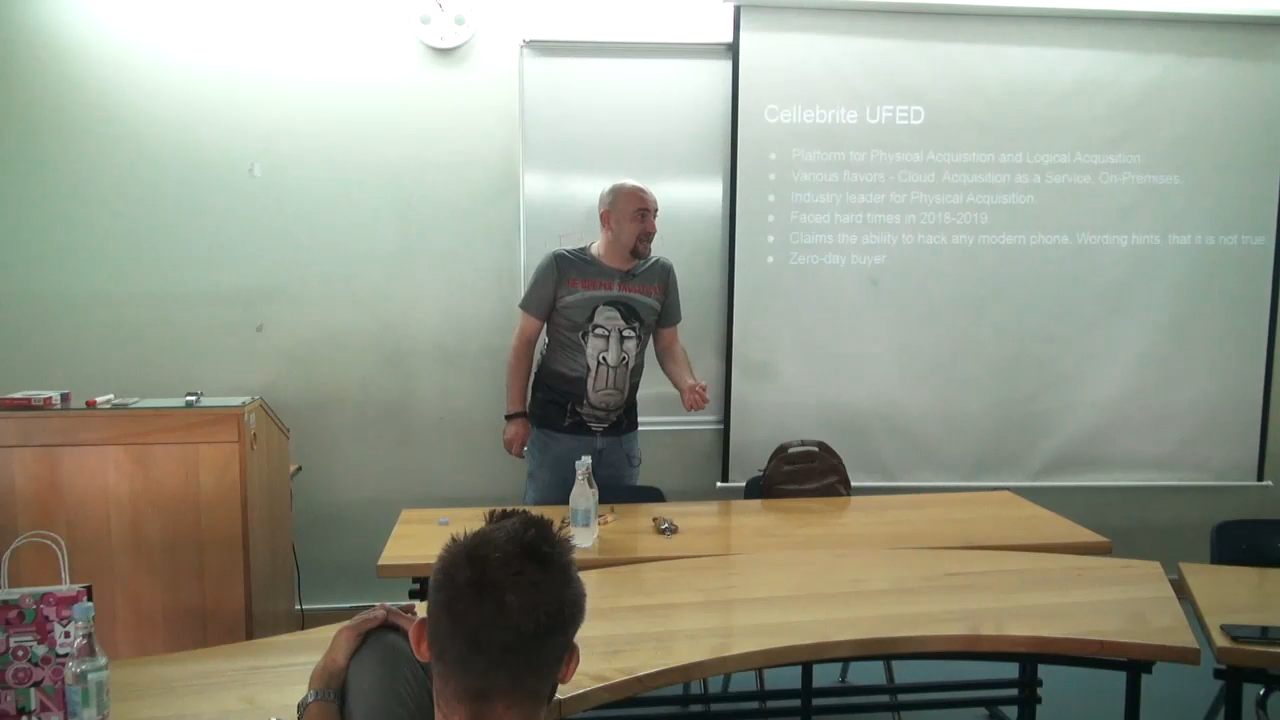 Cellebrite UFED
Platform for Physical Acquisition and Logical Acquisition.
Various flavors - Cloud, Acquisition as a Service, On-Premises.
Industry leader for Physical Acquisition.
Faced hard times in 2018-2019.
Claims the ability to hack any modern phone. Wording hints, that it is not true.
Zero-day buyer